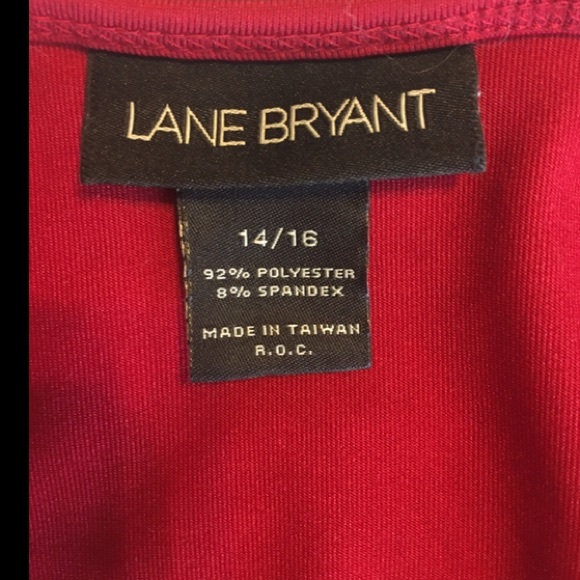 LANE BRYANT
14/16
92% POLYESTER
8% SPANDEX
MADE IN TAIWAN
R.O.C.